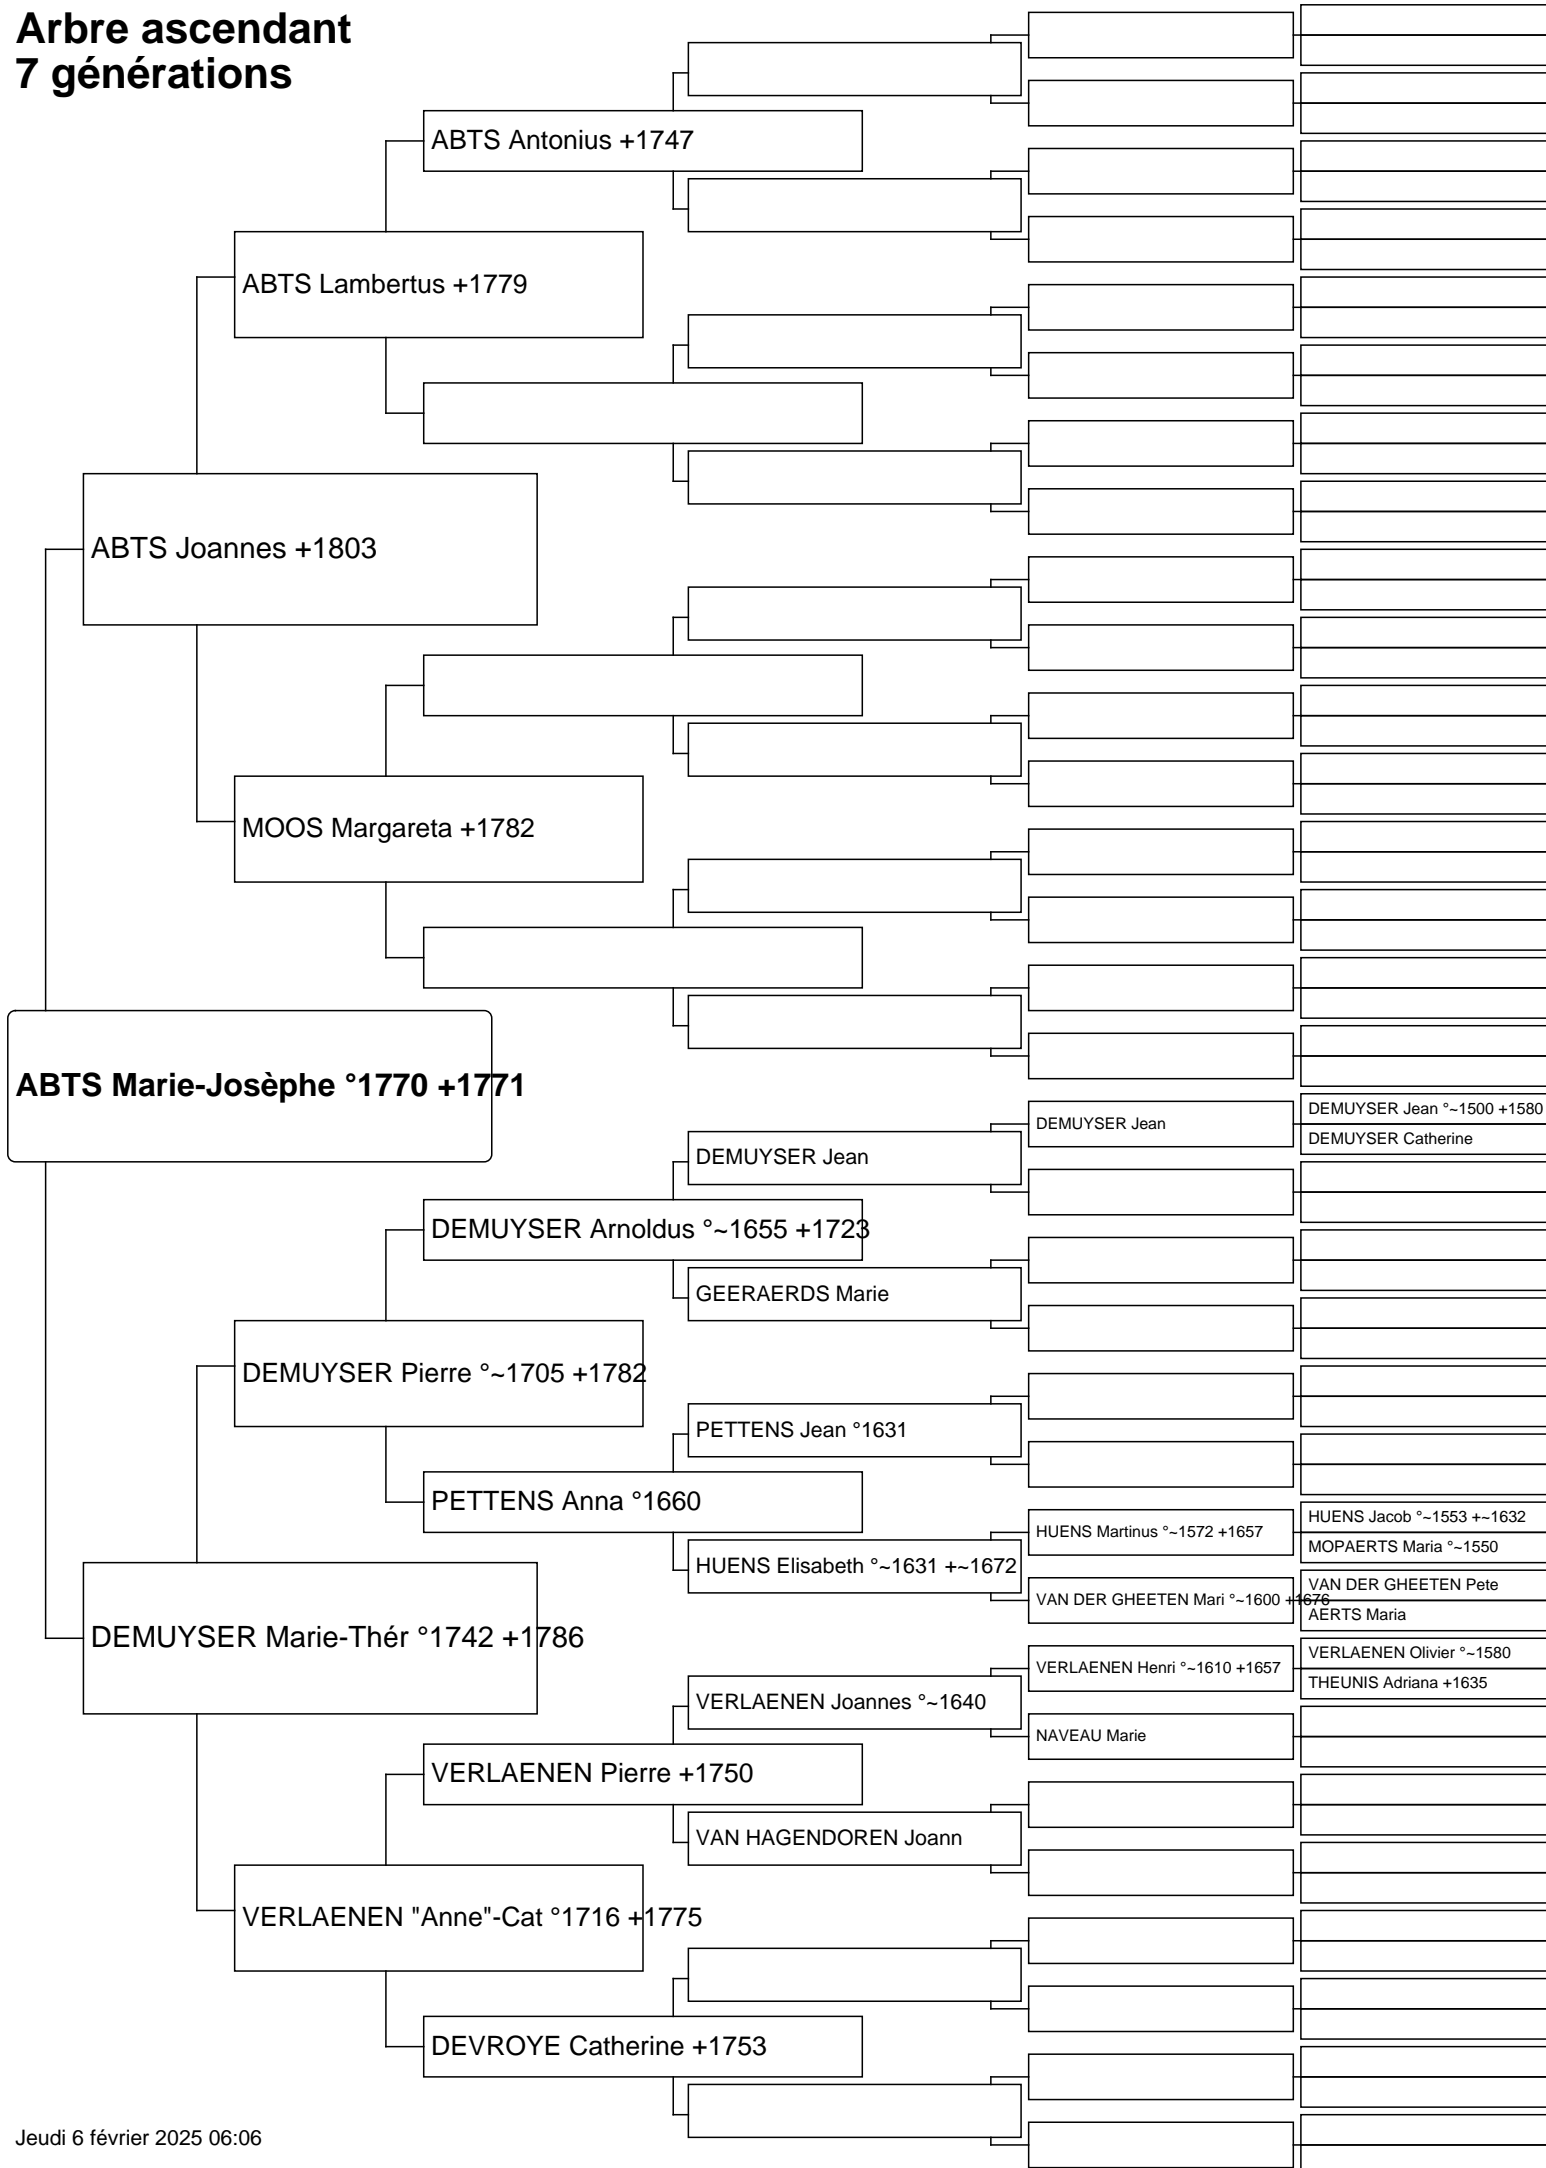 Arbre ascendant
7 générations
ABTS Antonius +1747
ABTS Lambertus +1779
ABTS Joannes +1803
MOOS Margareta +1782
ABTS Marie-Josèphe °1770 +1771
DEMUYSER Jean °~1500 +1580
DEMUYSER Jean
DEMUYSER Catherine
DEMUYSER Jean
DEMUYSER Arnoldus °~1655 +1723
GEERAERDS Marie
DEMUYSER Pierre °~1705 +1782
PETTENS Jean °1631
PETTENS Anna °1660
HUENS Jacob °~1553 +~1632
HUENS Martinus °~1572 +1657
MOPAERTS Maria °~1550
HUENS Elisabeth °~1631 +~1672
VAN DER GHEETEN Pete
VAN DER GHEETEN Mari °~1600 +1676
AERTS Maria
DEMUYSER Marie-Thér °1742 +1786
VERLAENEN Olivier °~1580
VERLAENEN Henri °~1610 +1657
THEUNIS Adriana +1635
VERLAENEN Joannes °~1640
NAVEAU Marie
VERLAENEN Pierre +1750
VAN HAGENDOREN Joann
VERLAENEN "Anne"-Cat °1716 +1775
DEVROYE Catherine +1753
Jeudi 6 février 2025 06:06